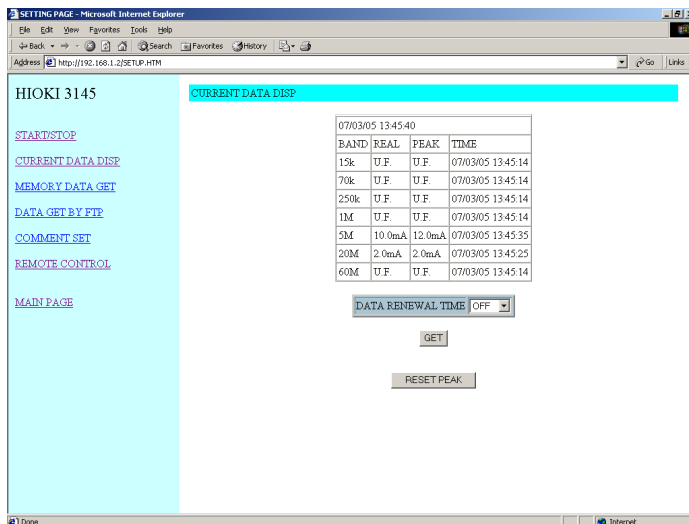 SETTING PAGE - Microsoft Internet Explorer
File Edit View Favorites Tools Help
Back Search Favorites History
Address http://192.168.1.2/SETUP.HTM Go Links
HIOKI 3145
START/STOP
CURRENT DATA DISP
MEMORY DATA GET
DATA GET BY FTP
COMMENT SET
REMOTE CONTROL
MAIN PAGE
CURRENT DATA DISP
07/03/05 13:45:40
BAND REAL PEAK TIME
15k U.F. U.F. 07/03/05 13:45:14
70k U.F. U.F. 07/03/05 13:45:14
250k U.F. U.F. 07/03/05 13:45:14
1M U.F. U.F. 07/03/05 13:45:14
5M 10.0mA 12.0mA 07/03/05 13:45:35
20M 2.0mA 2.0mA 07/03/05 13:45:25
60M U.F. U.F. 07/03/05 13:45:14
DATA RENEWAL TIME OFF
GET
RESET PEAK
Done Internet